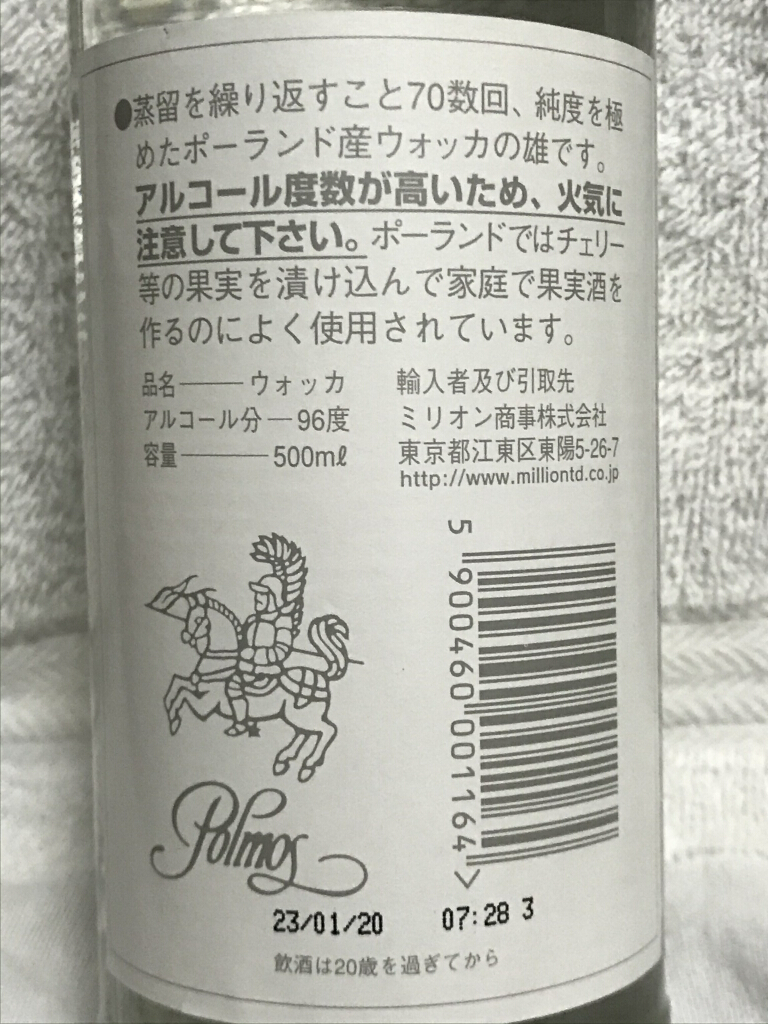 ●蒸留を繰り返すこと70数回、純度を極
めたポーランド産ウォッカの雄です。
アルコール度数が高いため、火気に
注意して下さい。ポーランドではチェリー
等の果実を漬け込んで家庭で果実酒を
作るのによく使用されています。
品名──ウォッカ
アルコール分─96度
容量───500mℓ
輸入者及び引取先
ミリオン商事株式会社
東京都江東区東陽5-26-7
http://www.milliontd.co.jp
5 900460 001164 >
Polmos
23/01/20 07:28 3
飲酒は20歳を過ぎてから